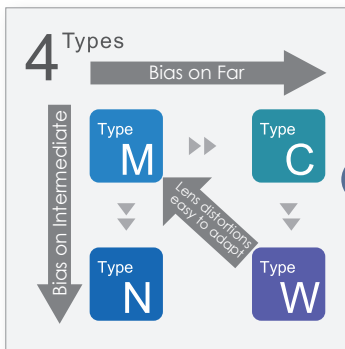 4 Types
Bias on Far
Bias on Intermediate
Type
M
Type
C
Lens distortions
easy to adapt
Type
N
Type
W